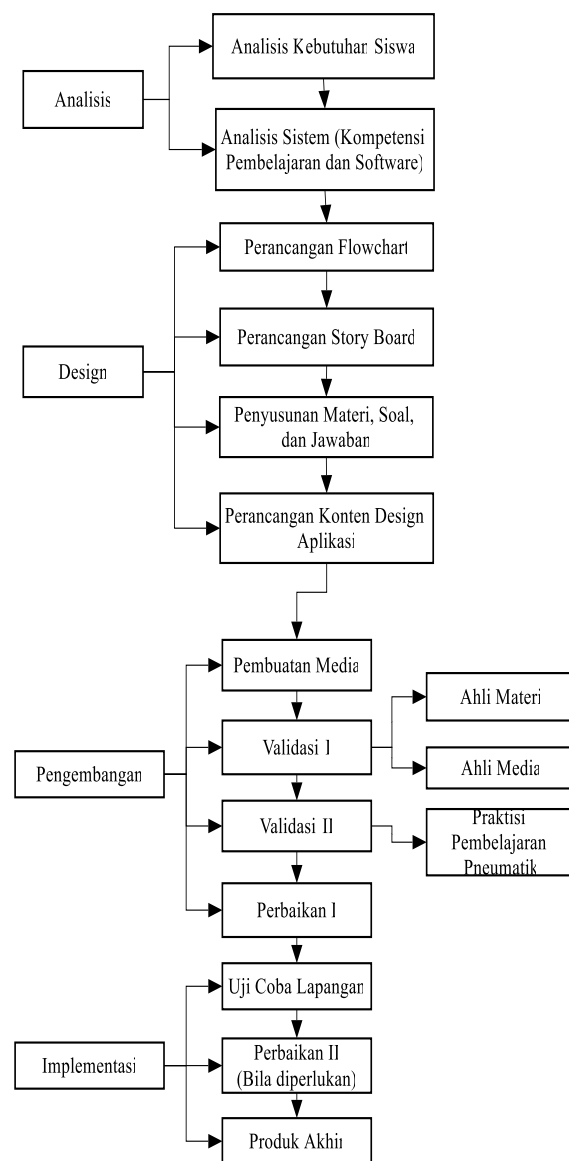 Analisis Kebutuhan Siswa
Analisis
Analisis Sistem (Kompetensi
Pembelajaran dan Software)
Perancangan Flowchart
Perancangan Story Board
Design
Penyusunan Materi, Soal,
dan Jawaban
Perancangan Konten Design
Aplikasi
Pembuatan Media
Ahli Materi
Validasi I
Ahli Media
Pengembangan
Validasi II
Praktisi
Pembelajaran
Pneumatik
Perbaikan I
Uji Coba Lapangan
Implementasi
Perbaikan II
(Bila diperlukan)
Produk Akhir